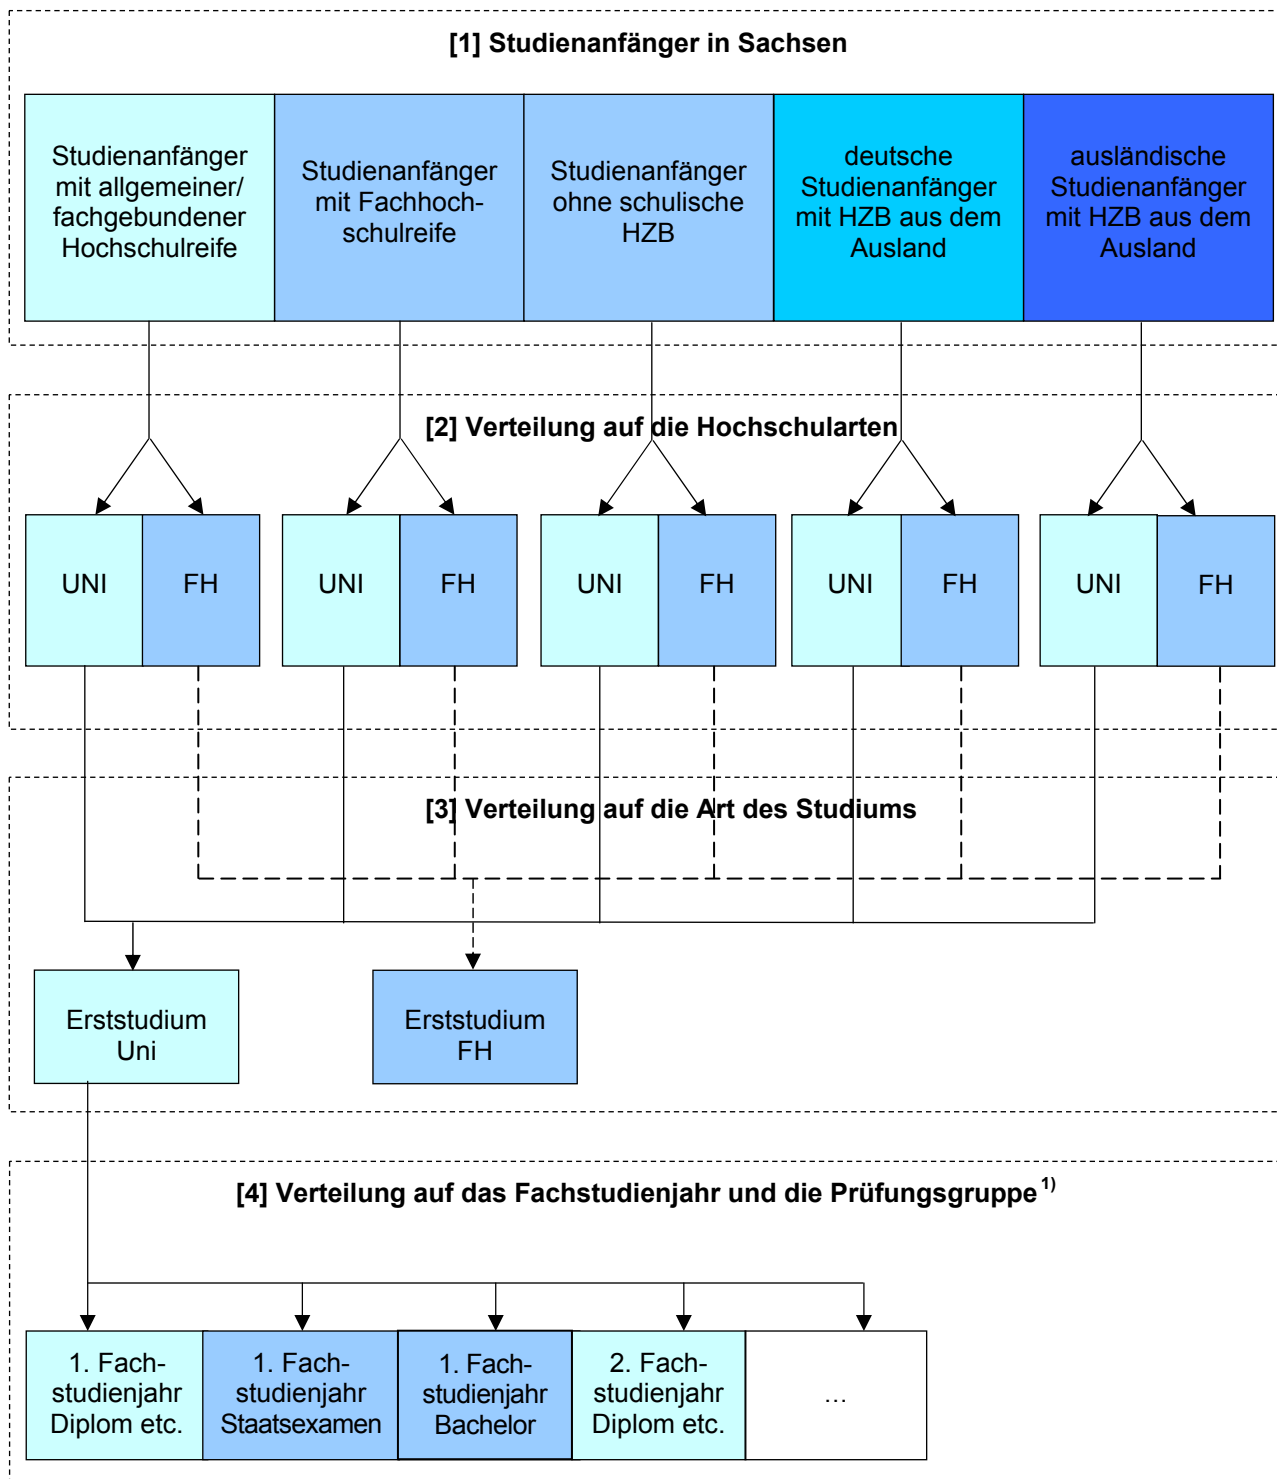 [1] Studienanfänger in Sachsen
Studienanfänger
mit allgemeiner/
fachgebundener
Hochschulreife
Studienanfänger
mit Fachhoch-
schulreife
Studienanfänger
ohne schulische
HZB
deutsche
Studienanfänger
mit HZB aus dem
Ausland
ausländische
Studienanfänger
mit HZB aus dem
Ausland
[2] Verteilung auf die Hochschularten
UNI
FH
UNI
FH
UNI
FH
UNI
FH
UNI
FH
[3] Verteilung auf die Art des Studiums
Erststudium
Uni
Erststudium
FH
[4] Verteilung auf das Fachstudienjahr und die Prüfungsgruppe 1)
1. Fach-
studienjahr
Diplom etc.
1. Fach-
studienjahr
Staatsexamen
1. Fach-
studienjahr
Bachelor
2. Fach-
studienjahr
Diplom etc.
...